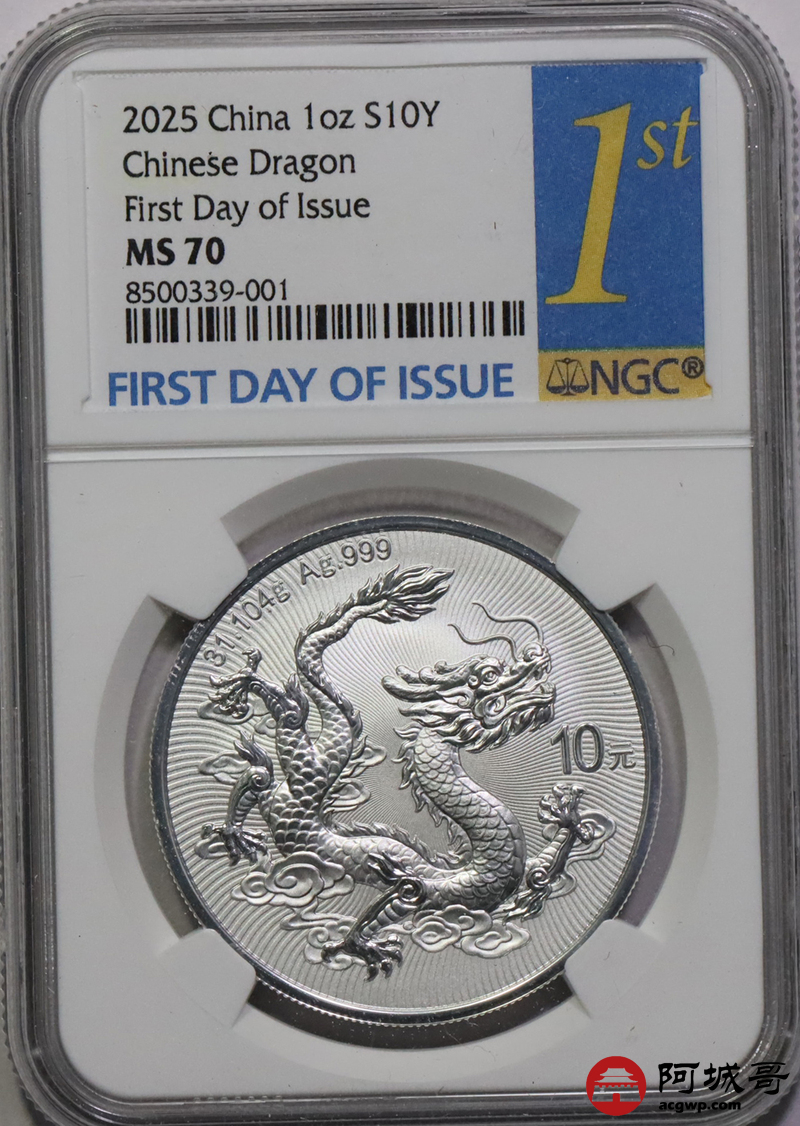 2025 China 1oz S10Y
Chinese Dragon
First Day of Issue
MS 70
8500339-001
FIRST DAY OF ISSUE
1st
NGC®
31.104g Ag.999
10元
阿城哥
acgwp.com